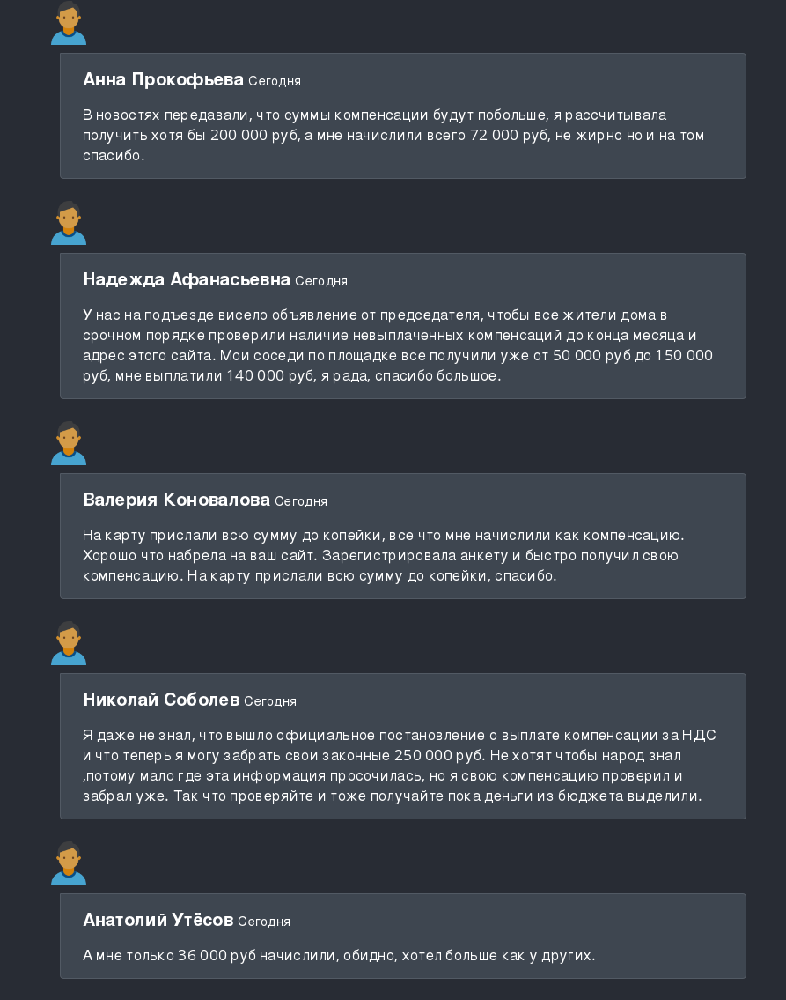 Анна Прокофьева Сегодня
В новостях передавали, что суммы компенсации будут побольше, я рассчитывала
получить хотя бы 200 000 руб, а мне начислили всего 72 000 руб, не жирно но и на том
спасибо.
Надежда Афанасьевна Сегодня
У нас на подъезде висело объявление от председателя, чтобы все жители дома в
срочном порядке проверили наличие невыплаченных компенсаций до конца месяца и
адрес этого сайта. Мои соседи по площадке все получили уже от 50 000 руб до 150 000
руб, мне выплатили 140 000 руб, я рада, спасибо большое.
Валерия Коновалова Сегодня
На карту прислали всю сумму до копейки, все что мне начислили как компенсацию.
Хорошо что набрела на ваш сайт. Зарегистрировала анкету и быстро получил свою
компенсацию. На карту прислали всю сумму до копейки, спасибо.
Николай Соболев Сегодня
Я даже не знал, что вышло официальное постановление о выплате компенсации за НДС
и что теперь я могу забрать свои законные 250 000 руб. Не хотят чтобы народ знал
,потому мало где эта информация просочилась, но я свою компенсацию проверил и
забрал уже. Так что проверяйте и тоже получайте пока деньги из бюджета выделили.
Анатолий Утёсов Сегодня
А мне только 36 000 руб начислили, обидно, хотел больше как у других.